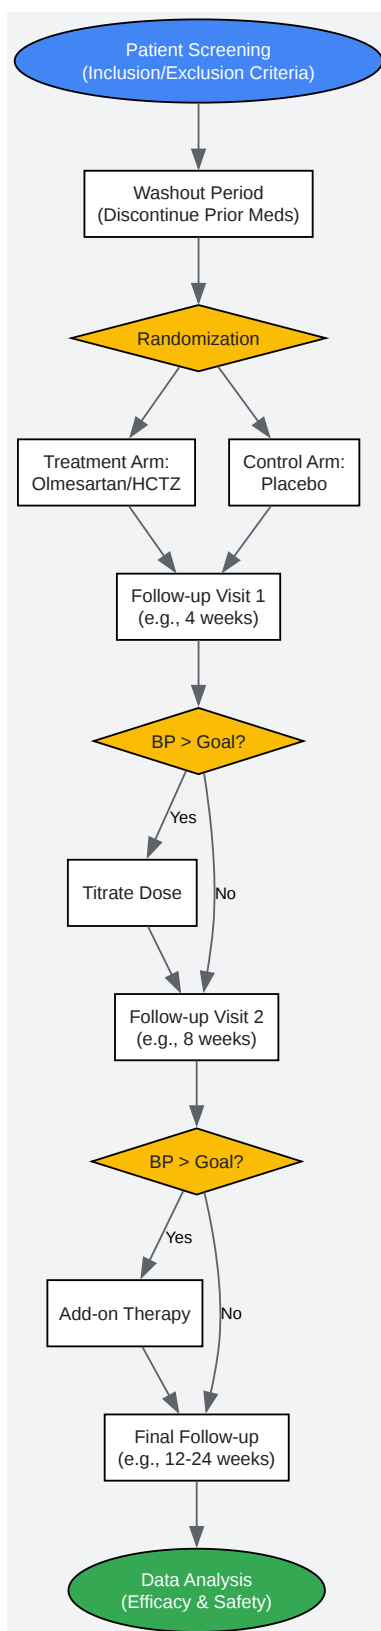 Patient Screening
(Inclusion/Exclusion Criteria)
Washout Period
(Discontinue Prior Meds)
Randomization
Treatment Arm:
Olmesartan/HCTZ
Control Arm:
Placebo
Follow-up Visit 1
(e.g., 4 weeks)
BP > Goal?
Yes
Titrate Dose
No
Follow-up Visit 2
(e.g., 8 weeks)
BP > Goal?
Yes
Add-on Therapy
No
Final Follow-up
(e.g., 12-24 weeks)
Data Analysis
(Efficacy & Safety)